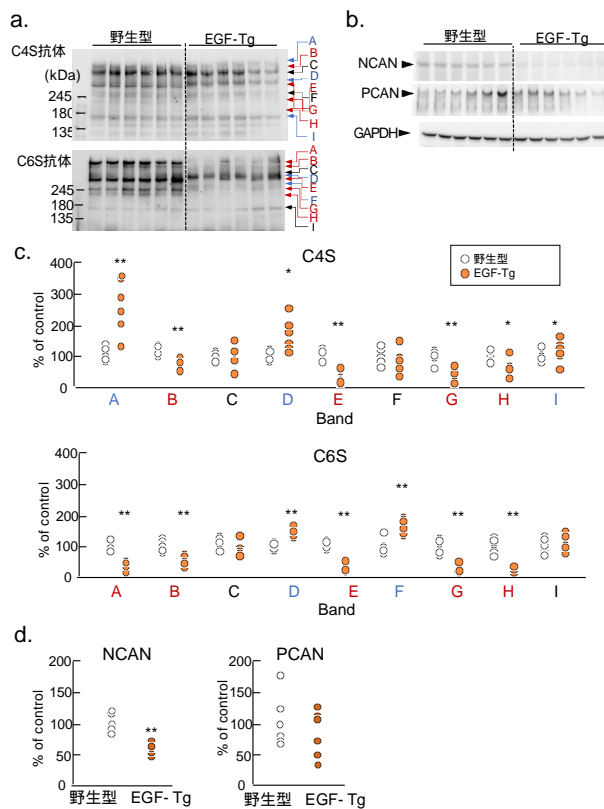 a.
野生型 EGF-Tg
C4S抗体
(kDa)
245
180
135
A
B
C
D
E
F
G
H
I
C6S抗体
245
180
135
A
B
C
D
E
F
G
H
I
b.
野生型 EGF-Tg
NCAN
PCAN
GAPDH
c.
C4S
野生型
EGF-Tg
% of control
400
300
200
100
0
** ** * ** ** * *
A B C D E F G H I
Band
C6S
% of control
400
300
200
100
0
** ** ** ** ** ** **
A B C D E F G H I
Band
d.
NCAN
% of control
200
150
100
50
0
**
野生型 EGF- Tg
PCAN
% of control
200
150
100
50
0
野生型 EGF- Tg